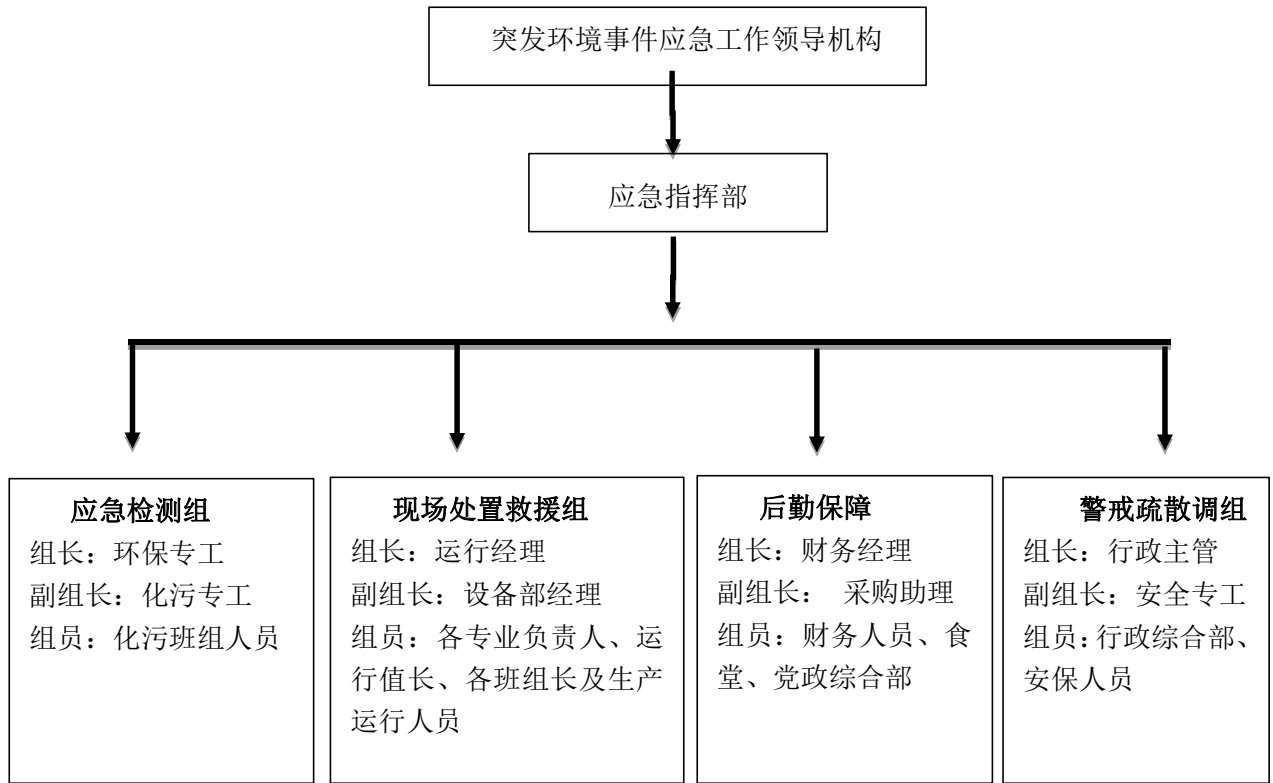 突发环境事件应急工作领导机构
应急指挥部
应急检测组
组长：环保专工
副组长：化污专工
组员：化污班组人员
现场处置救援组
组长：运行经理
副组长：设备部经理
组员：各专业负责人、运
行值长、各班组长及生产
运行人员
后勤保障
组长：财务经理
副组长： 采购助理
组员：财务人员、食
堂、党政综合部
警戒疏散调组
组长：行政主管
副组长：安全专工
组员：行政综合部、
安保人员